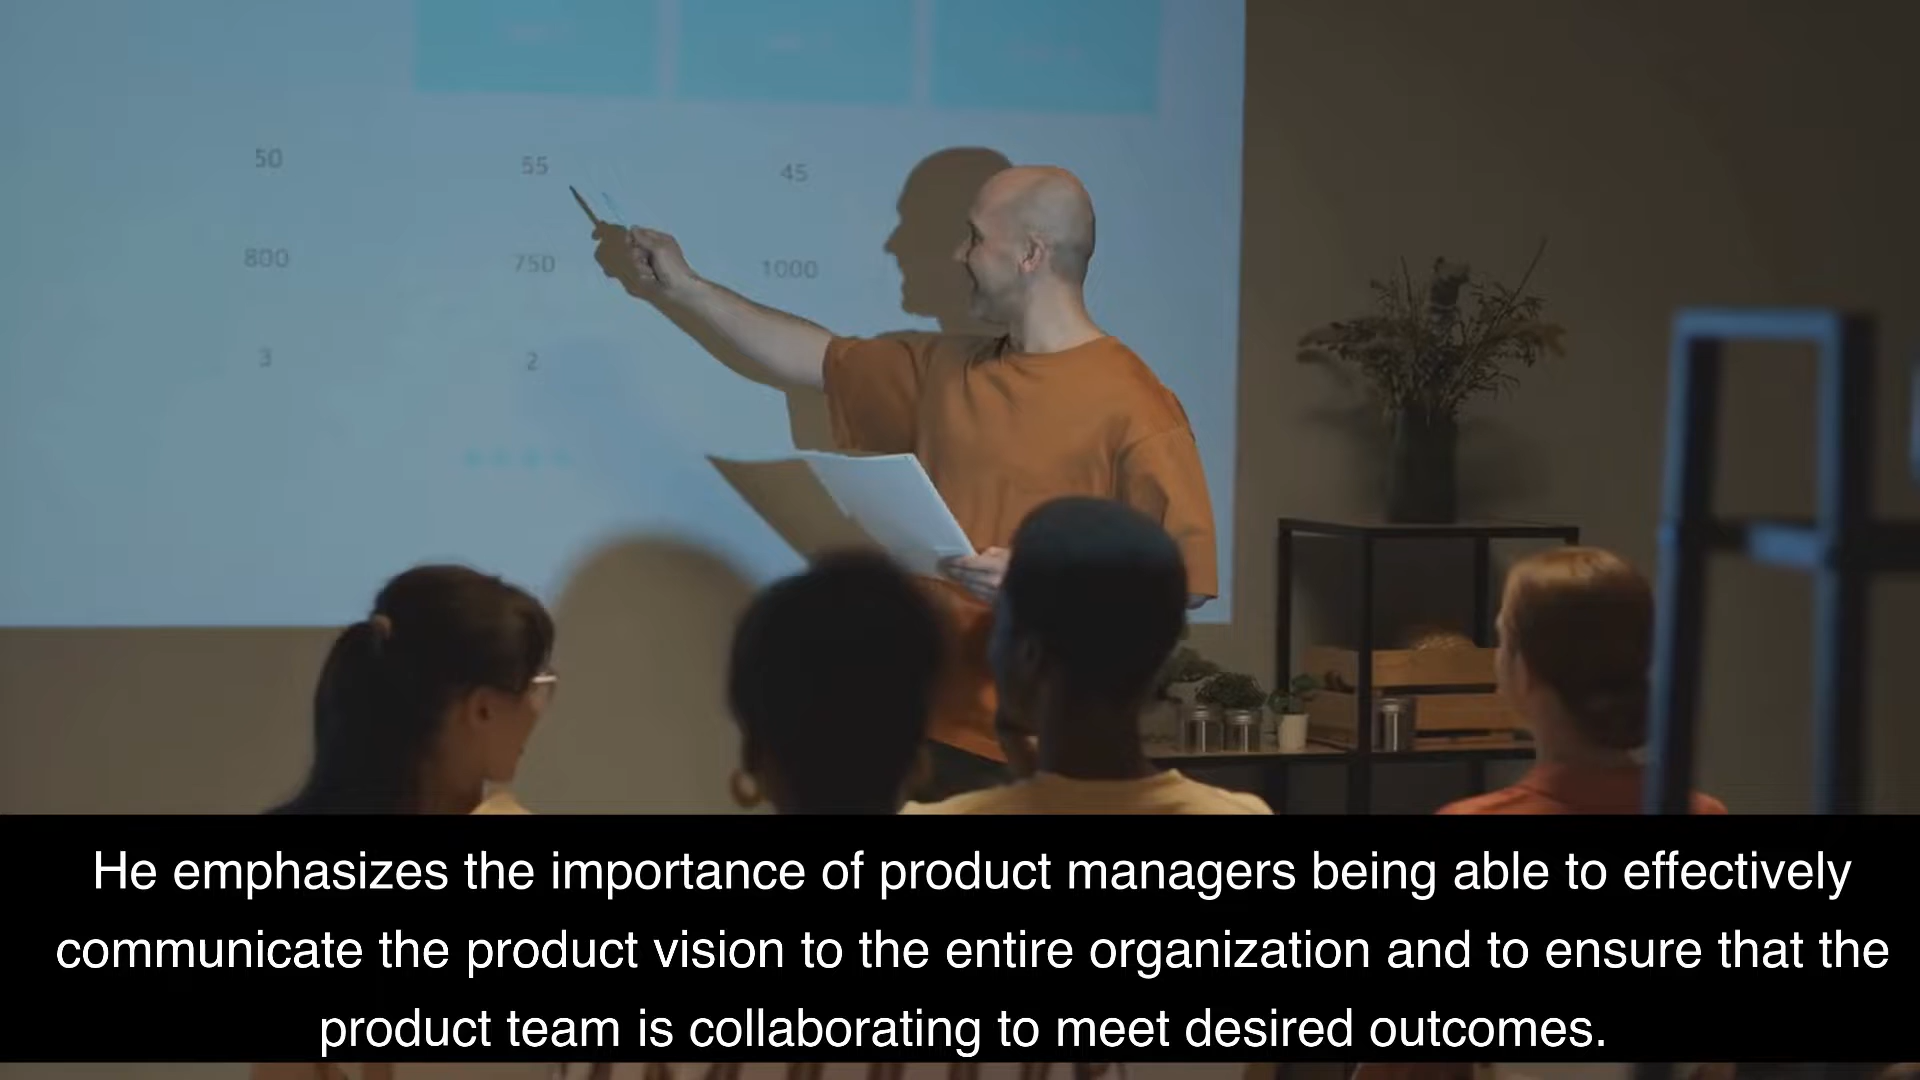 50 55 45
800 750 1000
3 2
He emphasizes the importance of product managers being able to effectively
communicate the product vision to the entire organization and to ensure that the
product team is collaborating to meet desired outcomes.